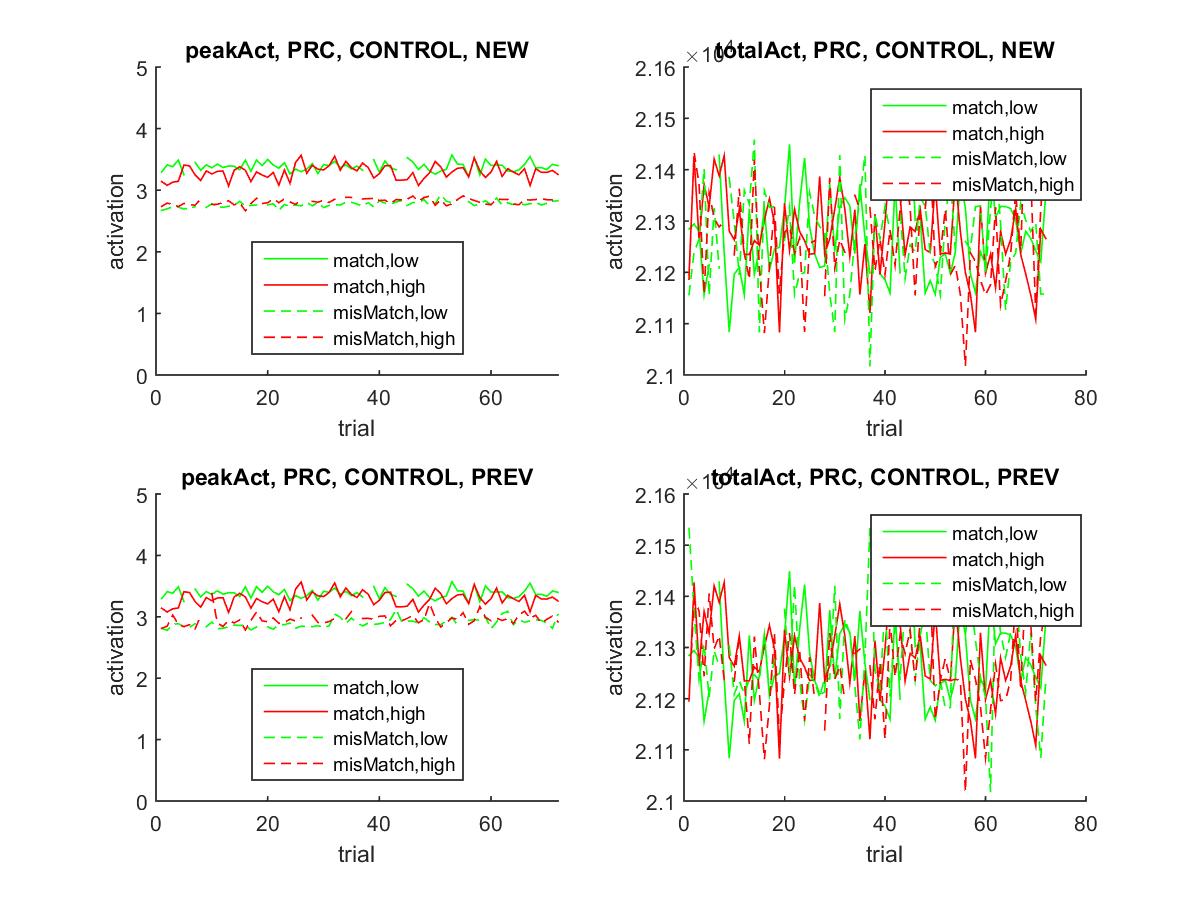 peakAct, PRC, CONTROL, NEW
5
4
3
2
1
0
activation
0 20 40 60
trial
match,low
match,high
misMatch,low
misMatch,high
×10⁴
totalAct, PRC, CONTROL, NEW
2.16
2.15
2.14
2.13
2.12
2.11
2.1
activation
0 20 40 60 80
trial
match,low
match,high
misMatch,low
misMatch,high
peakAct, PRC, CONTROL, PREV
5
4
3
2
1
0
activation
0 20 40 60
trial
match,low
match,high
misMatch,low
misMatch,high
×10⁴
totalAct, PRC, CONTROL, PREV
2.16
2.15
2.14
2.13
2.12
2.11
2.1
activation
0 20 40 60 80
trial
match,low
match,high
misMatch,low
misMatch,high